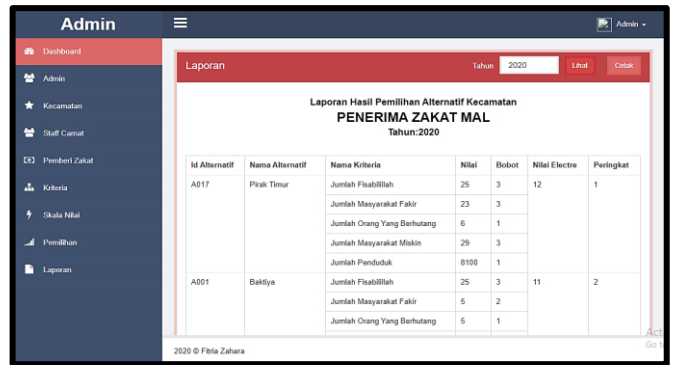 Admin
Admin
Dashboard
Admin
Kecamatan
Staff Camat
Pemberi Zakat
Kriteria
Skala Nilai
Pemilihan
Laporan
Laporan Tahun 2020 Lihat Cetak
Laporan Hasil Pemilihan Alternatif Kecamatan
PENERIMA ZAKAT MAL
Tahun:2020
Id Alternatif Nama Alternatif Nama Kriteria Nilai Bobot Nilai Electre Peringkat
A017 Pirak Timur Jumlah Fisabilillah 25 3 12 1
Jumlah Masyarakat Fakir 23 3
Jumlah Orang Yang Berhutang 6 1
Jumlah Masyarakat Miskin 29 3
Jumlah Penduduk 8100 1
A001 Baktiya Jumlah Fisabilillah 25 3 11 2
Jumlah Masyarakat Fakir 5 2
Jumlah Orang Yang Berhutang 5 1
Act
Go t
2020 © Fitria Zahara